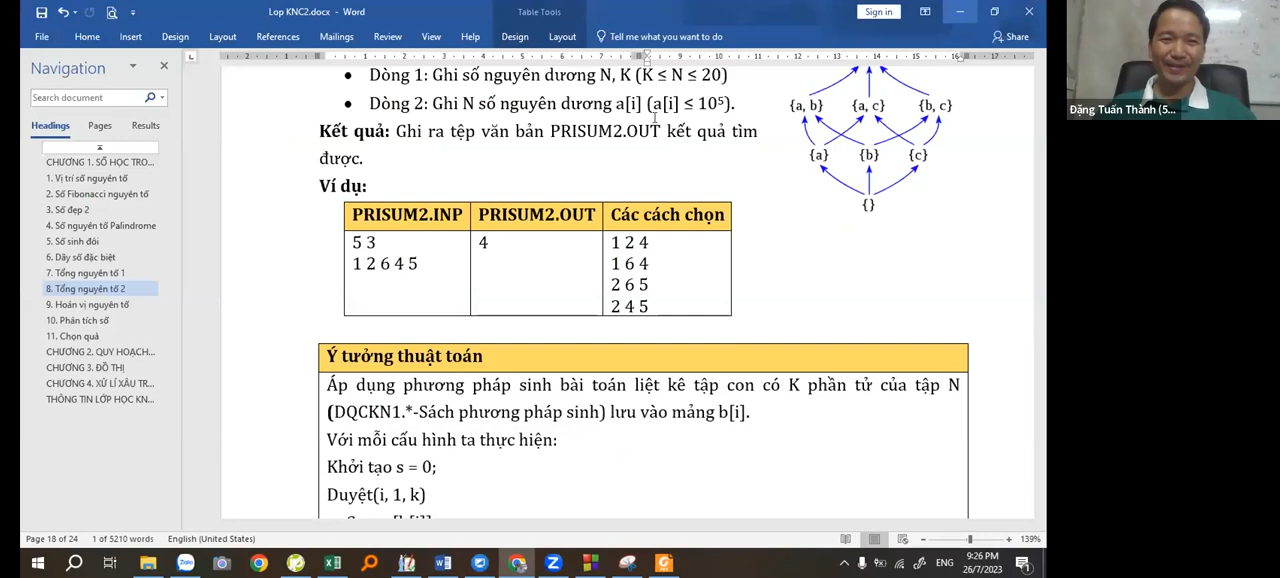 Lop KNC2.docx - Word
Table Tools
Sign in
File Home Insert Design Layout References Mailings Review View Help Design Layout Tell me what you want to do Share
Navigation
Search document
Headings Pages Results
CHƯƠNG 1. SỐ HỌC TRO...
1. Vị trí số nguyên tố
2. Số Fibonacci nguyên tố
3. Số đẹp 2
4. Số nguyên tố Palindrome
5. Số sinh đôi
6. Dãy số đặc biệt
7. Tổng nguyên tố 1
8. Tổng nguyên tố 2
9. Hoán vị nguyên tố
10. Phân tích số
11. Chọn quà
CHƯƠNG 2. QUY HOẠCH...
CHƯƠNG 3. ĐỒ THỊ
CHƯƠNG 4. XỬ LÍ XÂU TR...
THÔNG TIN LỚP HỌC KN...
• Dòng 1: Ghi số nguyên dương N, K (K ≤ N ≤ 20)
• Dòng 2: Ghi N số nguyên dương a[i] (a[i] ≤ 10⁵).
Kết quả: Ghi ra tệp văn bản PRISUM2.OUT kết quả tìm
được.
Ví dụ:
PRISUM2.INP PRISUM2.OUT Các cách chọn
5 3 4 1 2 4
1 2 6 4 5 1 6 4
2 6 5
2 4 5
{a, b} {a, c} {b, c}
{a} {b} {c}
{}
Ý tưởng thuật toán
Áp dụng phương pháp sinh bài toán liệt kê tập con có K phần tử của tập N
(DQCKN1.*-Sách phương pháp sinh) lưu vào mảng b[i].
Với mỗi cấu hình ta thực hiện:
Khởi tạo s = 0;
Duyệt(i, 1, k)
Đặng Tuấn Thành (5...
Page 18 of 24 1 of 5210 words English (United States) 139%
Zalo
ENG
9:26 PM
26/7/2023